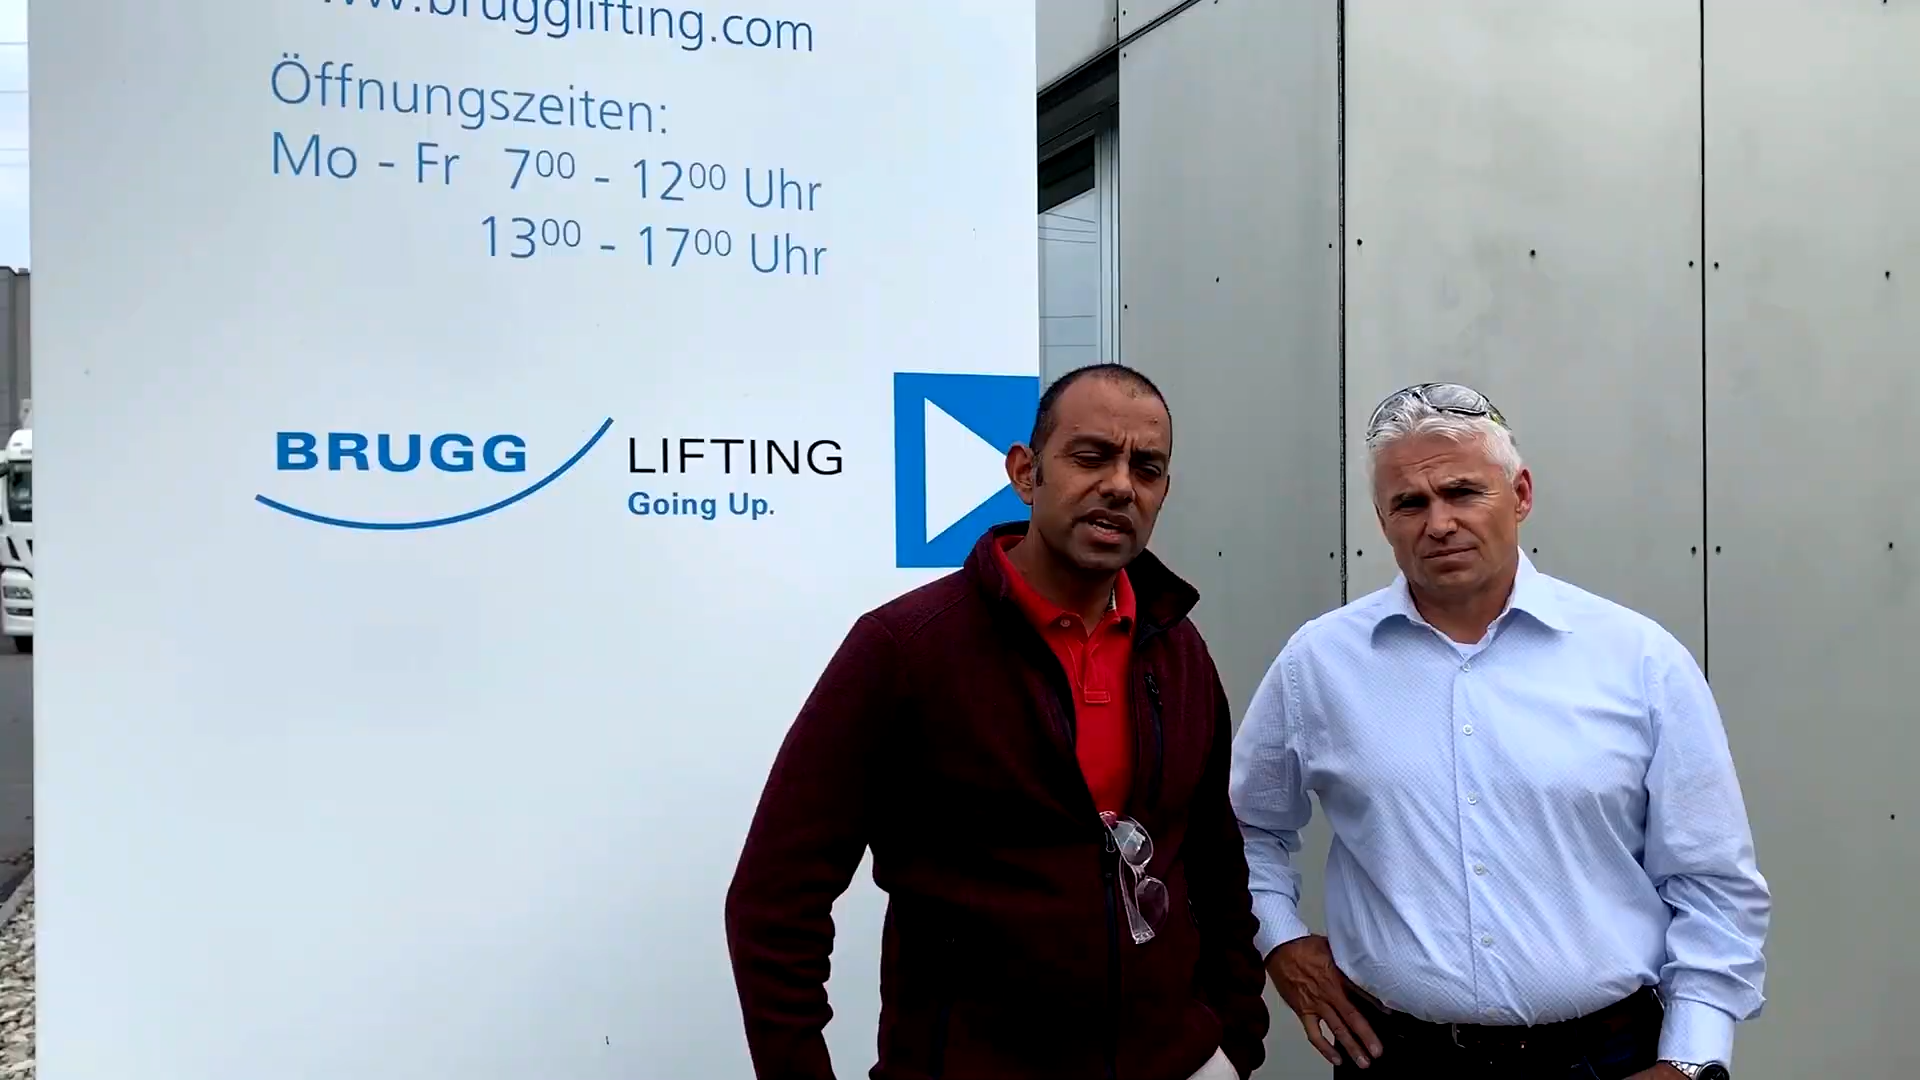 www.brugglifting.com
Öffnungszeiten:
Mo - Fr 7⁰⁰ - 12⁰⁰ Uhr
13⁰⁰ - 17⁰⁰ Uhr
BRUGG LIFTING
Going Up.